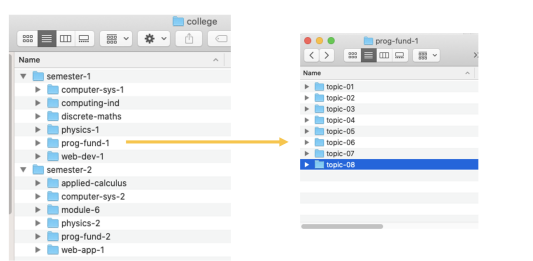 college
Name
semester-1
computer-sys-1
computing-ind
discrete-maths
physics-1
prog-fund-1
web-dev-1
semester-2
applied-calculus
computer-sys-2
module-6
physics-2
prog-fund-2
web-app-1
prog-fund-1
Name
topic-01
topic-02
topic-03
topic-04
topic-05
topic-06
topic-07
topic-08